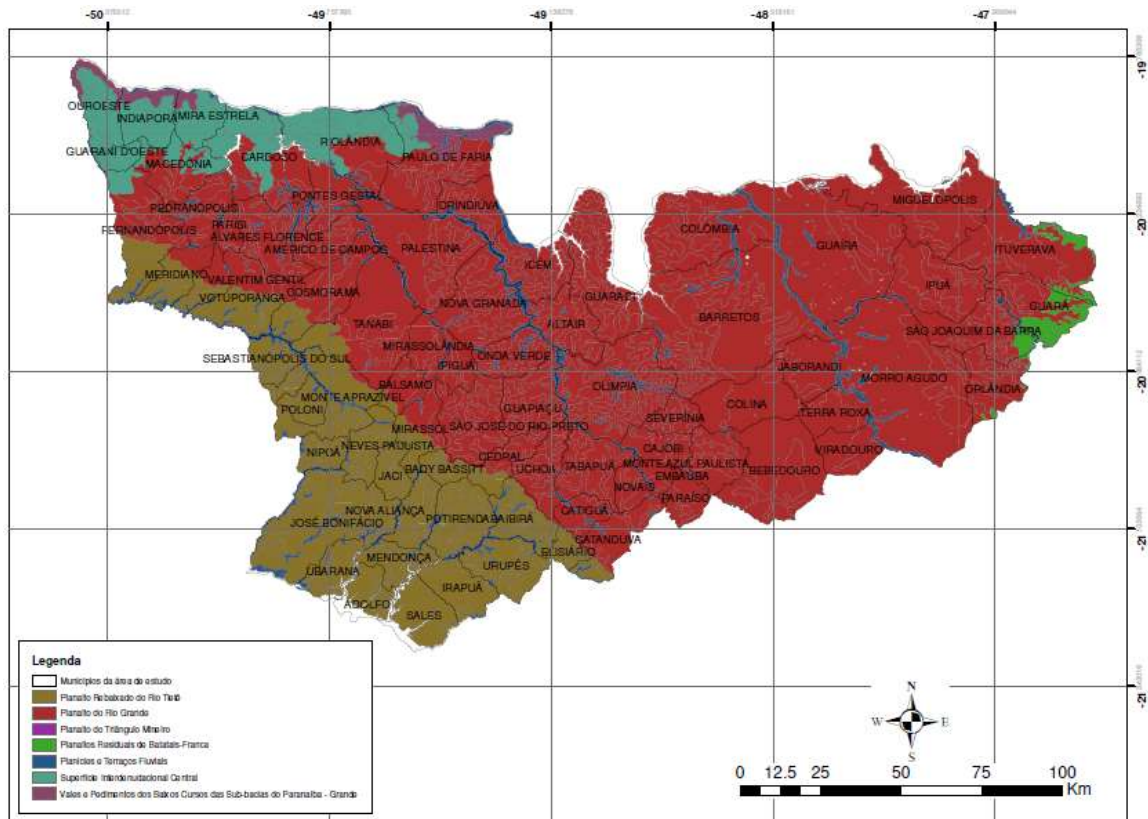 -50
-49
-49
-48
-47
-19
-20
-20
-21
-21
OUROESTE
INDIAPORÃ
MIRA ESTRELA
GUARANI D'OESTE
MACEDÔNIA
CARDOSO
RIOLÂNDIA
PAULO DE FARIA
PONTES GESTAL
ORINDIÚVA
MIGUELÓPOLIS
PEDRANÓPOLIS
FERNANDÓPOLIS
PARISI
ÁLVARES FLORENCE
AMÉRICO DE CAMPOS
PALESTINA
COLÔMBIA
GUAÍRA
ITUVERAVA
ICÉM
MERIDIANO
VALENTIM GENTIL
VOTUPORANGA
COSMORAMA
NOVA GRANADA
GUARACI
IPUÃ
GUARÁ
ALTAIR
BARRETOS
TANABI
SÃO JOAQUIM DA BARRA
MIRASSOLÂNDIA
ONDA VERDE
SEBASTIANÓPOLIS DO SUL
IPIGUÁ
JABORANDI
MORRO AGUDO
BÁLSAMO
OLÍMPIA
ORLÂNDIA
MONTE APRAZÍVEL
POLONI
GUAPIAÇU
COLINA
TERRA ROXA
MIRASSOL
SÃO JOSÉ DO RIO PRETO
SEVERÍNIA
NEVES PAULISTA
CAJOBI
VIRADOURO
NIPOÃ
CEDRAL
UCHOA
TABAPUÃ
MONTE AZUL PAULISTA
BEBEDOURO
JACI
BADY BASSITT
EMBAÚBA
NOVAIS
PARAÍSO
NOVA ALIANÇA
JOSÉ BONIFÁCIO
POTIRENDABA
IBIRÁ
CATIGUÁ
CATANDUVA
MENDONÇA
ELISIÁRIO
UBARANA
URUPÊS
IRAPUÃ
ADOLFO
SALES
Legenda
Municípios da área de estudo
Planalto Rebaixado do Rio Tietê
Planalto do Rio Grande
Planalto do Triângulo Mineiro
Planaltos Residuais de Batatais-Franca
Planícies e Terraços Fluviais
Superfície Interdenudacional Central
Vales e Pedimentos dos Baixos Cursos das Sub-bacias do Paranaíba - Grande
N
W
E
S
0 12.5 25 50 75 100
Km